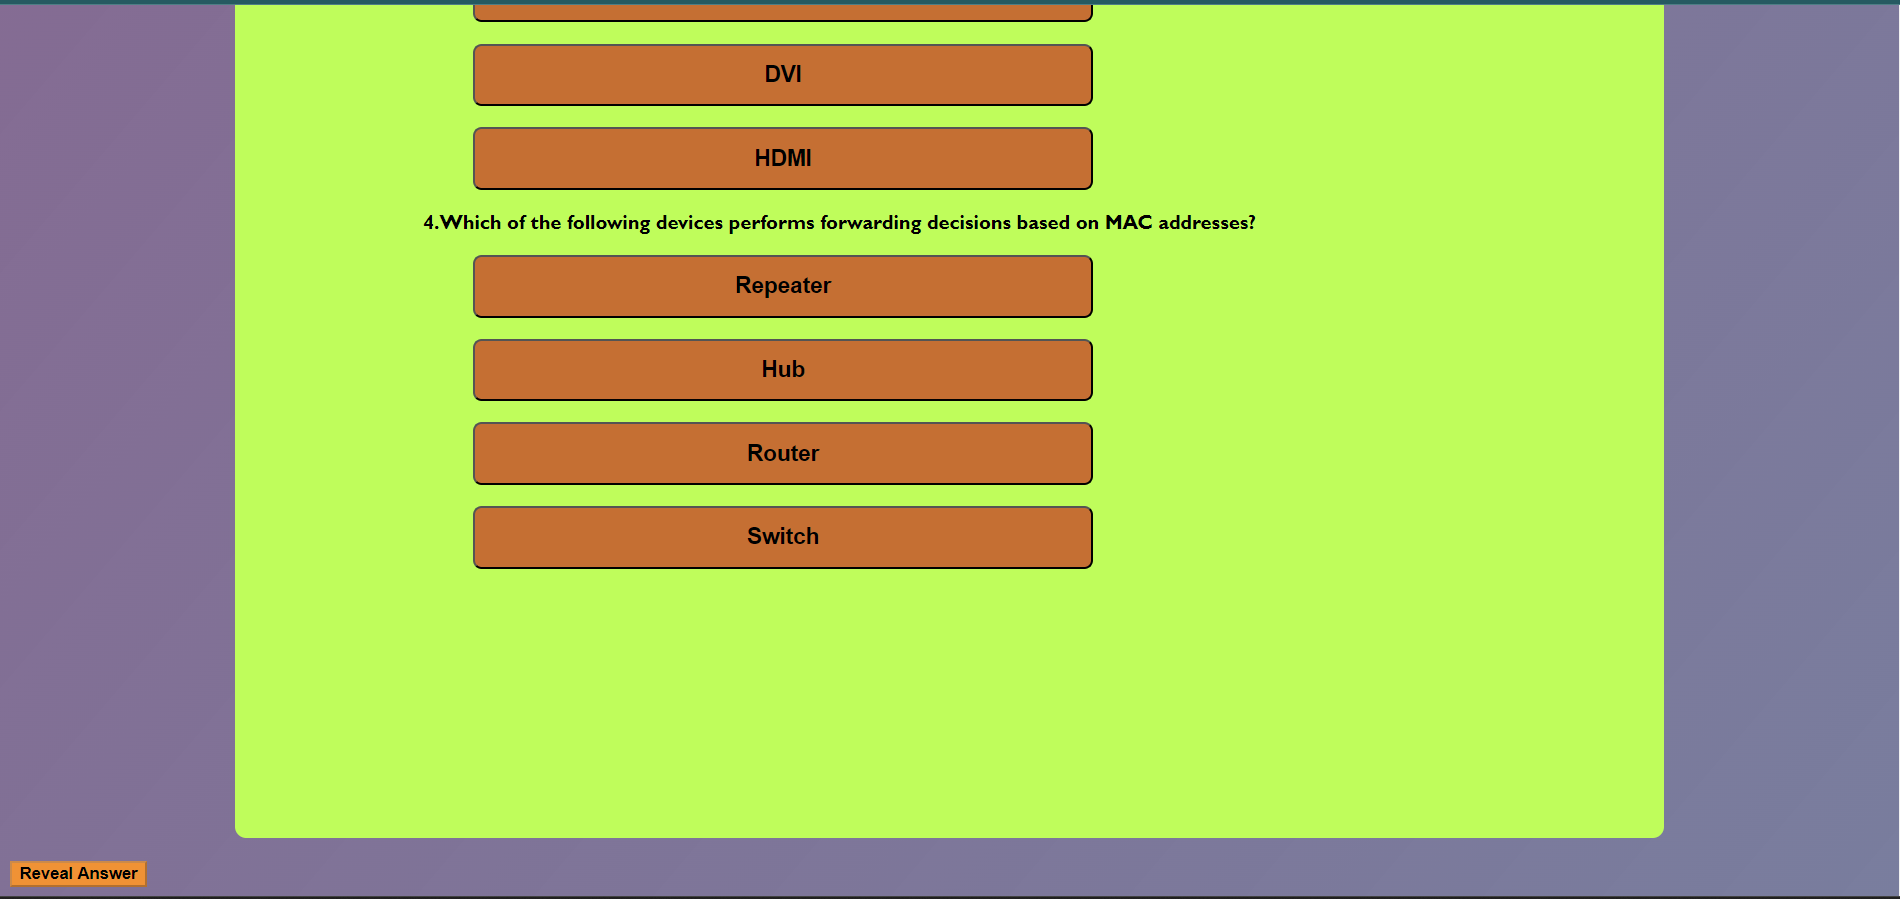 DVI
HDMI
4.Which of the following devices performs forwarding decisions based on MAC addresses?
Repeater
Hub
Router
Switch
Reveal Answer